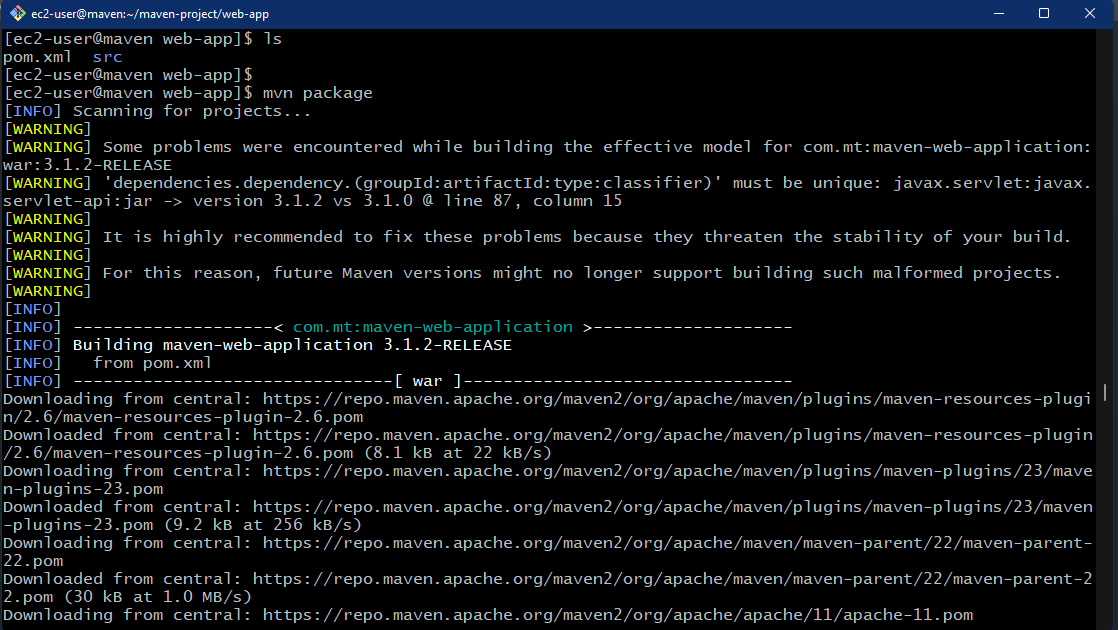 ec2-user@maven:~/maven-project/web-app
[ec2-user@maven web-app]$ ls
pom.xml  src
[ec2-user@maven web-app]$
[ec2-user@maven web-app]$ mvn package
[INFO] Scanning for projects...
[WARNING]
[WARNING] Some problems were encountered while building the effective model for com.mt:maven-web-application:
war:3.1.2-RELEASE
[WARNING] 'dependencies.dependency.(groupId:artifactId:type:classifier)' must be unique: javax.servlet:javax.
servlet-api:jar -> version 3.1.2 vs 3.1.0 @ line 87, column 15
[WARNING]
[WARNING] It is highly recommended to fix these problems because they threaten the stability of your build.
[WARNING]
[WARNING] For this reason, future Maven versions might no longer support building such malformed projects.
[WARNING]
[INFO]
[INFO] --------------------< com.mt:maven-web-application >--------------------
[INFO] Building maven-web-application 3.1.2-RELEASE
[INFO]   from pom.xml
[INFO] --------------------------------[ war ]---------------------------------
Downloading from central: https://repo.maven.apache.org/maven2/org/apache/maven/plugins/maven-resources-plugi
n/2.6/maven-resources-plugin-2.6.pom
Downloaded from central: https://repo.maven.apache.org/maven2/org/apache/maven/plugins/maven-resources-plugin
/2.6/maven-resources-plugin-2.6.pom (8.1 kB at 22 kB/s)
Downloading from central: https://repo.maven.apache.org/maven2/org/apache/maven/plugins/maven-plugins/23/mave
n-plugins-23.pom
Downloaded from central: https://repo.maven.apache.org/maven2/org/apache/maven/plugins/maven-plugins/23/maven
-plugins-23.pom (9.2 kB at 256 kB/s)
Downloading from central: https://repo.maven.apache.org/maven2/org/apache/maven/maven-parent/22/maven-parent-
22.pom
Downloaded from central: https://repo.maven.apache.org/maven2/org/apache/maven/maven-parent/22/maven-parent-2
2.pom (30 kB at 1.0 MB/s)
Downloading from central: https://repo.maven.apache.org/maven2/org/apache/apache/11/apache-11.pom